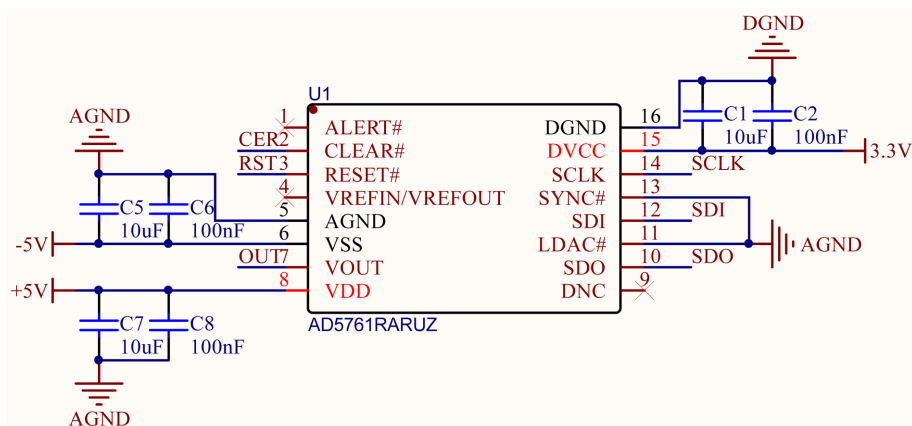 DGND
U1
AGND
1 ALERT#
CER 2 CLEAR#
RST 3 RESET#
4 VREFIN/VREFOUT
5 AGND
6 VSS
OUT 7 VOUT
8 VDD
DGND 16
DVCC 15
SCLK 14 SCLK
SYNC# 13
SDI 12 SDI
LDAC# 11
SDO 10 SDO
DNC 9
C1
10uF
C2
100nF
3.3V
AGND
C5
10uF
C6
100nF
-5V
+5V
C7
10uF
C8
100nF
AGND
AD5761RARUZ